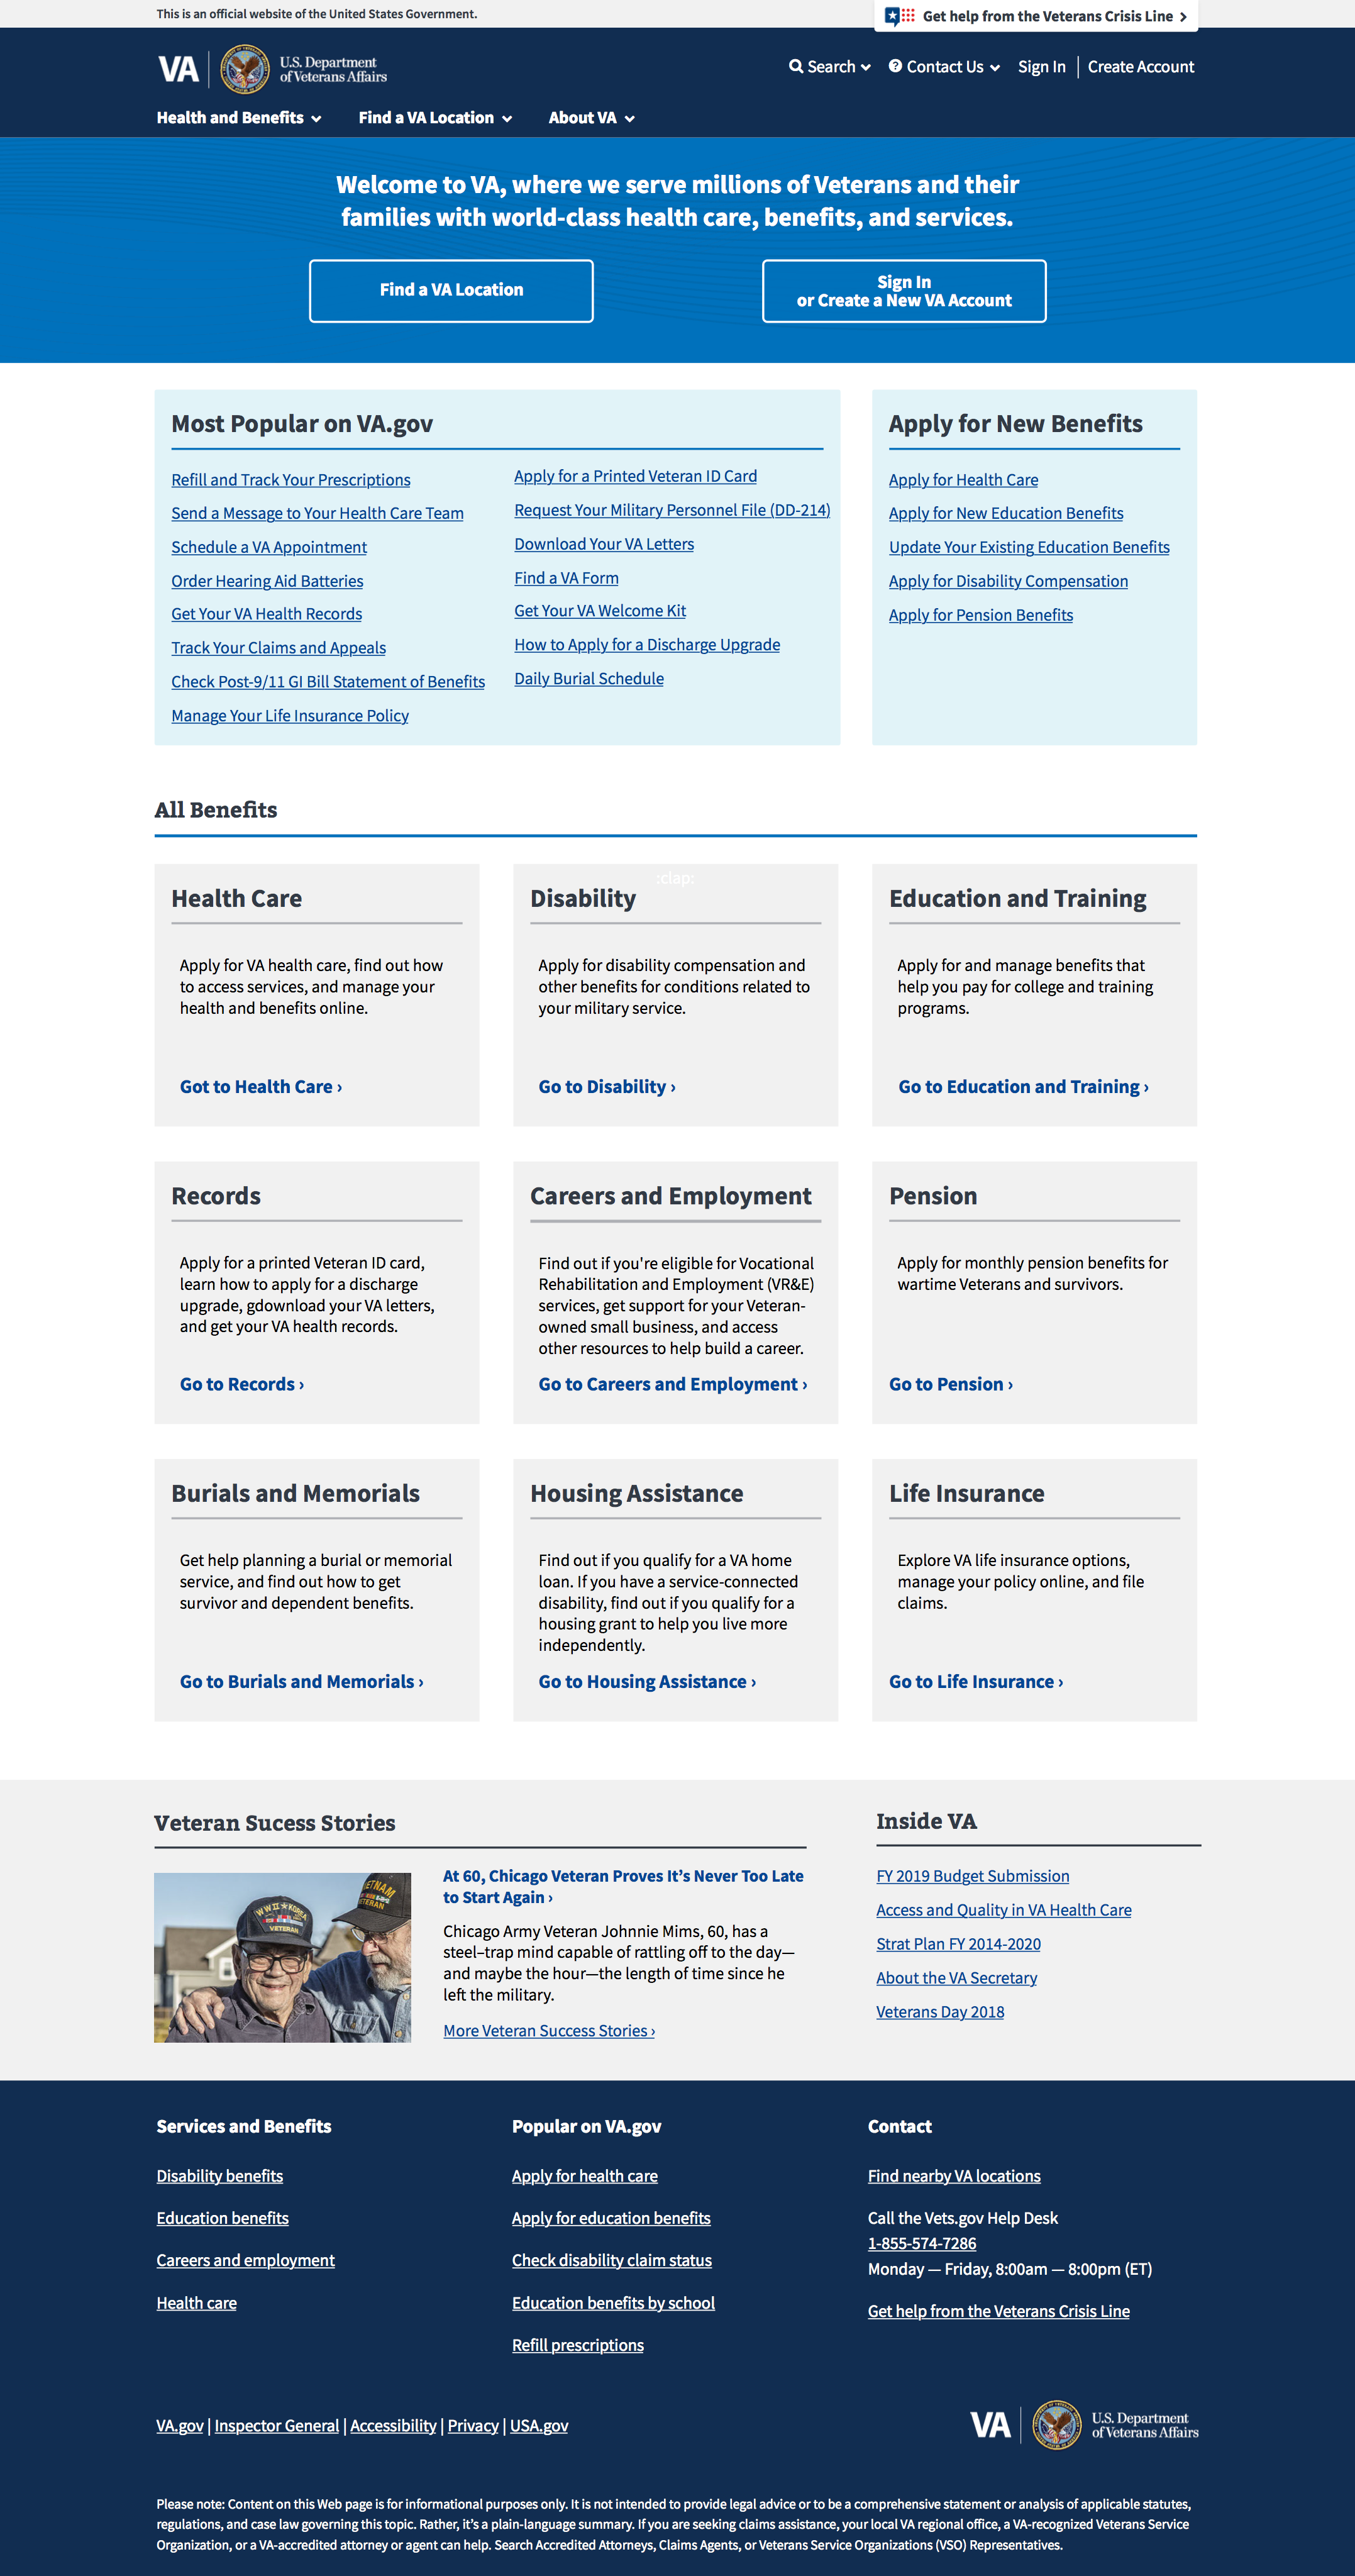 This is an official website of the United States Government.
Get help from the Veterans Crisis Line
VA
U.S. Department
of Veterans Affairs
Search
Contact Us
Sign In
Create Account
Health and Benefits
Find a VA Location
About VA
Welcome to VA, where we serve millions of Veterans and their
families with world-class health care, benefits, and services.
Find a VA Location
Sign In
or Create a New VA Account
Most Popular on VA.gov
Refill and Track Your Prescriptions
Send a Message to Your Health Care Team
Schedule a VA Appointment
Order Hearing Aid Batteries
Get Your VA Health Records
Track Your Claims and Appeals
Check Post-9/11 GI Bill Statement of Benefits
Manage Your Life Insurance Policy
Apply for a Printed Veteran ID Card
Request Your Military Personnel File (DD-214)
Download Your VA Letters
Find a VA Form
Get Your VA Welcome Kit
How to Apply for a Discharge Upgrade
Daily Burial Schedule
Apply for New Benefits
Apply for Health Care
Apply for New Education Benefits
Update Your Existing Education Benefits
Apply for Disability Compensation
Apply for Pension Benefits
All Benefits
Health Care
Apply for VA health care, find out how
to access services, and manage your
health and benefits online.
Got to Health Care ›
:clap:
Disability
Apply for disability compensation and
other benefits for conditions related to
your military service.
Go to Disability ›
Education and Training
Apply for and manage benefits that
help you pay for college and training
programs.
Go to Education and Training ›
Records
Apply for a printed Veteran ID card,
learn how to apply for a discharge
upgrade, gdownload your VA letters,
and get your VA health records.
Go to Records ›
Careers and Employment
Find out if you're eligible for Vocational
Rehabilitation and Employment (VR&E)
services, get support for your Veteran-
owned small business, and access
other resources to help build a career.
Go to Careers and Employment ›
Pension
Apply for monthly pension benefits for
wartime Veterans and survivors.
Go to Pension ›
Burials and Memorials
Get help planning a burial or memorial
service, and find out how to get
survivor and dependent benefits.
Go to Burials and Memorials ›
Housing Assistance
Find out if you qualify for a VA home
loan. If you have a service-connected
disability, find out if you qualify for a
housing grant to help you live more
independently.
Go to Housing Assistance ›
Life Insurance
Explore VA life insurance options,
manage your policy online, and file
claims.
Go to Life Insurance ›
Veteran Sucess Stories
WWII KOREA
VETERAN
VIETNAM
VETERAN
At 60, Chicago Veteran Proves It’s Never Too Late
to Start Again ›
Chicago Army Veteran Johnnie Mims, 60, has a
steel–trap mind capable of rattling off to the day—
and maybe the hour—the length of time since he
left the military.
More Veteran Success Stories ›
Inside VA
FY 2019 Budget Submission
Access and Quality in VA Health Care
Strat Plan FY 2014-2020
About the VA Secretary
Veterans Day 2018
Services and Benefits
Disability benefits
Education benefits
Careers and employment
Health care
Popular on VA.gov
Apply for health care
Apply for education benefits
Check disability claim status
Education benefits by school
Refill prescriptions
Contact
Find nearby VA locations
Call the Vets.gov Help Desk
1-855-574-7286
Monday — Friday, 8:00am — 8:00pm (ET)
Get help from the Veterans Crisis Line
VA.gov | Inspector General | Accessibility | Privacy | USA.gov
VA
U.S. Department
of Veterans Affairs
Please note: Content on this Web page is for informational purposes only. It is not intended to provide legal advice or to be a comprehensive statement or analysis of applicable statutes,
regulations, and case law governing this topic. Rather, it’s a plain-language summary. If you are seeking claims assistance, your local VA regional office, a VA-recognized Veterans Service
Organization, or a VA-accredited attorney or agent can help. Search Accredited Attorneys, Claims Agents, or Veterans Service Organizations (VSO) Representatives.